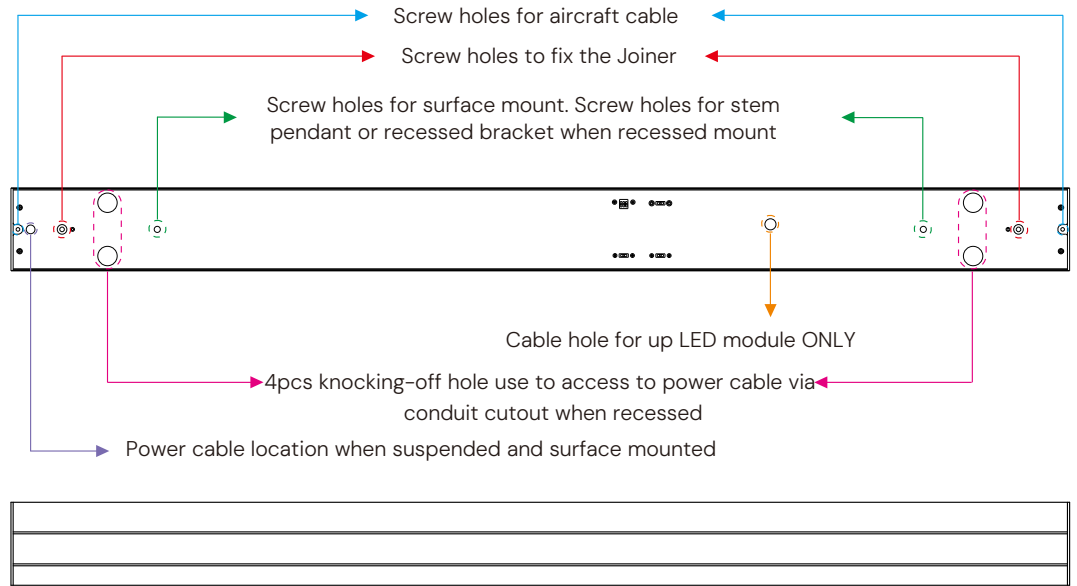 Screw holes for aircraft cable
Screw holes to fix the Joiner
Screw holes for surface mount. Screw holes for stem
pendant or recessed bracket when recessed mount
Cable hole for up LED module ONLY
4pcs knocking-off hole use to access to power cable via
conduit cutout when recessed
Power cable location when suspended and surface mounted